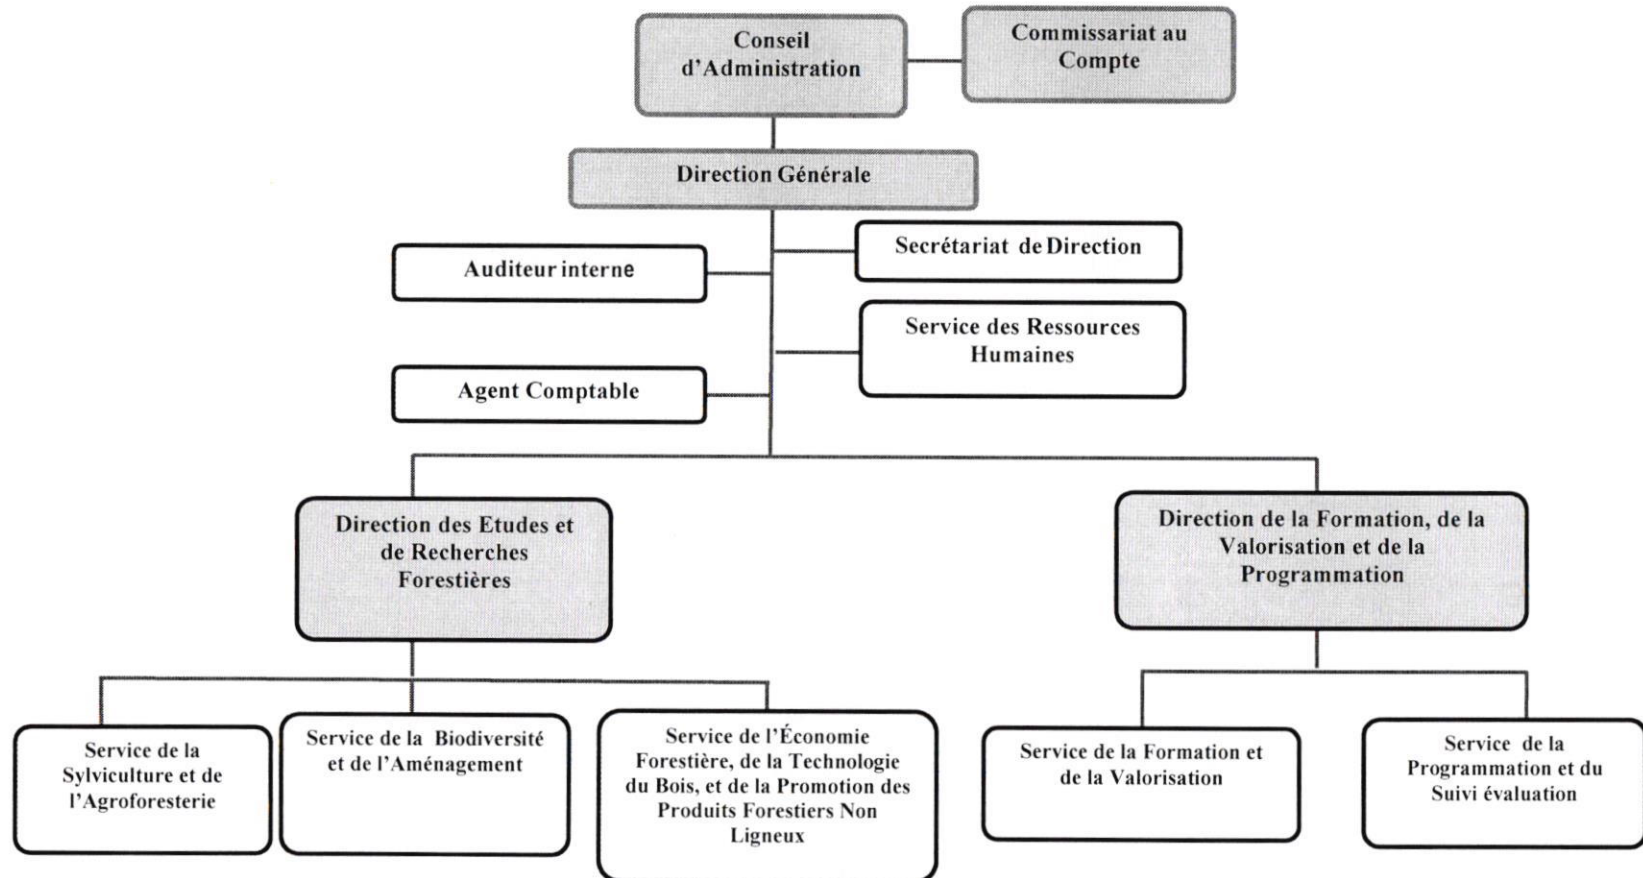 Conseil
d'Administration
Commissariat au
Compte
Direction Générale
Secrétariat de Direction
Auditeur interne
Service des Ressources
Humaines
Agent Comptable
Direction des Etudes et
de Recherches
Forestières
Direction de la Formation, de la
Valorisation et de la
Programmation
Service de la
Sylviculture et de
l'Agroforesterie
Service de la Biodiversité
et de l'Aménagement
Service de l'Économie
Forestière, de la Technologie
du Bois, et de la Promotion des
Produits Forestiers Non
Ligneux
Service de la Formation et
de la Valorisation
Service de la
Programmation et du
Suivi évaluation